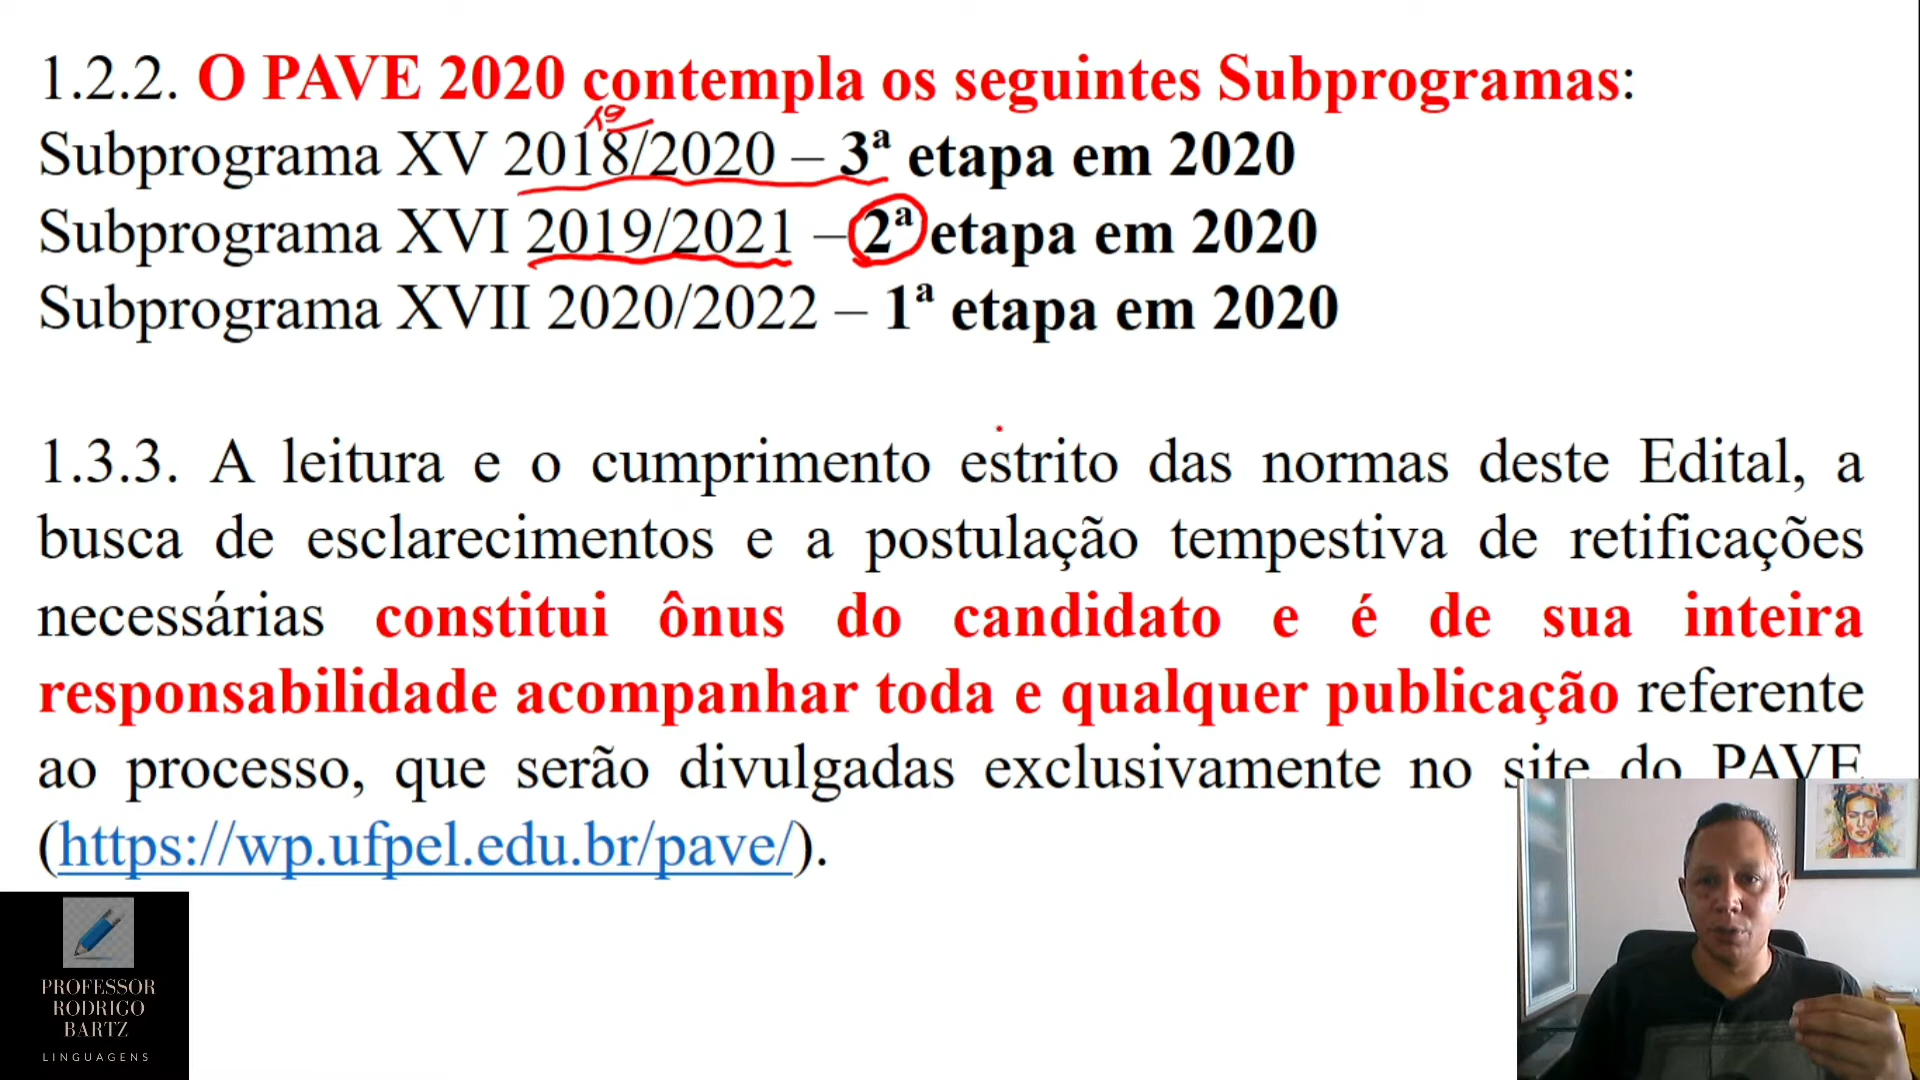 1.2.2. O PAVE 2020 contempla os seguintes Subprogramas:
Subprograma XV 2018/2020 – 3ª etapa em 2020
Subprograma XVI 2019/2021 – 2ª etapa em 2020
Subprograma XVII 2020/2022 – 1ª etapa em 2020
1.3.3. A leitura e o cumprimento estrito das normas deste Edital, a
busca de esclarecimentos e a postulação tempestiva de retificações
necessárias constitui ônus do candidato e é de sua inteira
responsabilidade acompanhar toda e qualquer publicação referente
ao processo, que serão divulgadas exclusivamente no site do PAVE
(https://wp.ufpel.edu.br/pave/).
PROFESSOR
RODRIGO
BARTZ
LINGUAGENS